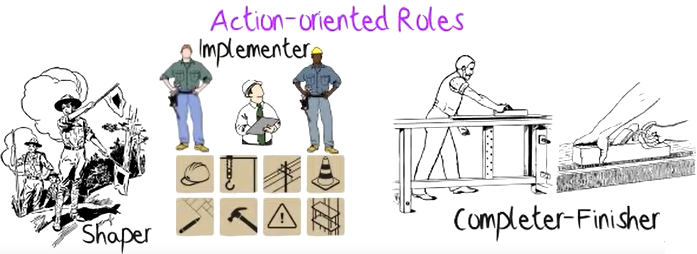 Action-oriented Roles
Implementer
Shaper
Completer-Finisher